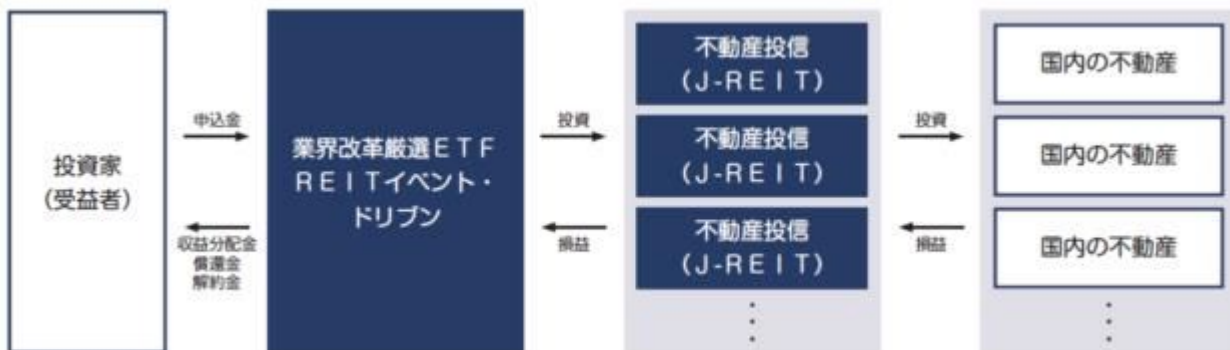 投資家
(受益者)
申込金
収益分配金
償還金
解約金
業界改革厳選ETF
REITイベント・
ドリブン
投資
損益
不動産投信
(J-REIT)
不動産投信
(J-REIT)
不動産投信
(J-REIT)
投資
損益
国内の不動産
国内の不動産
国内の不動産